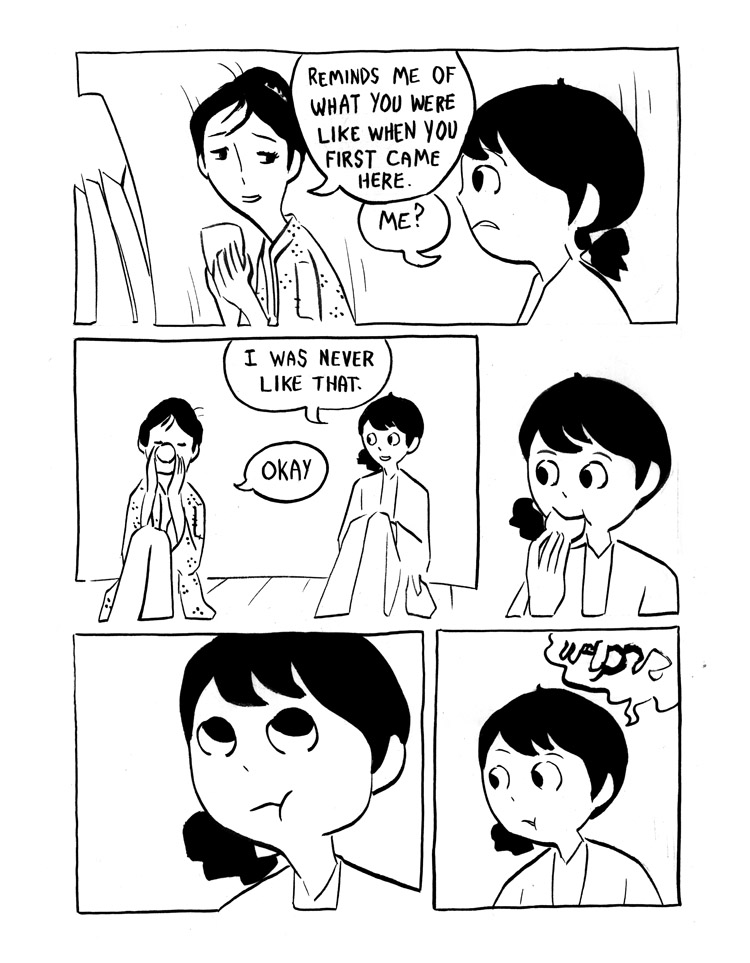 REMINDS ME OF
WHAT YOU WERE
LIKE WHEN YOU
FIRST CAME
HERE.
ME?
I WAS NEVER
LIKE THAT.
OKAY